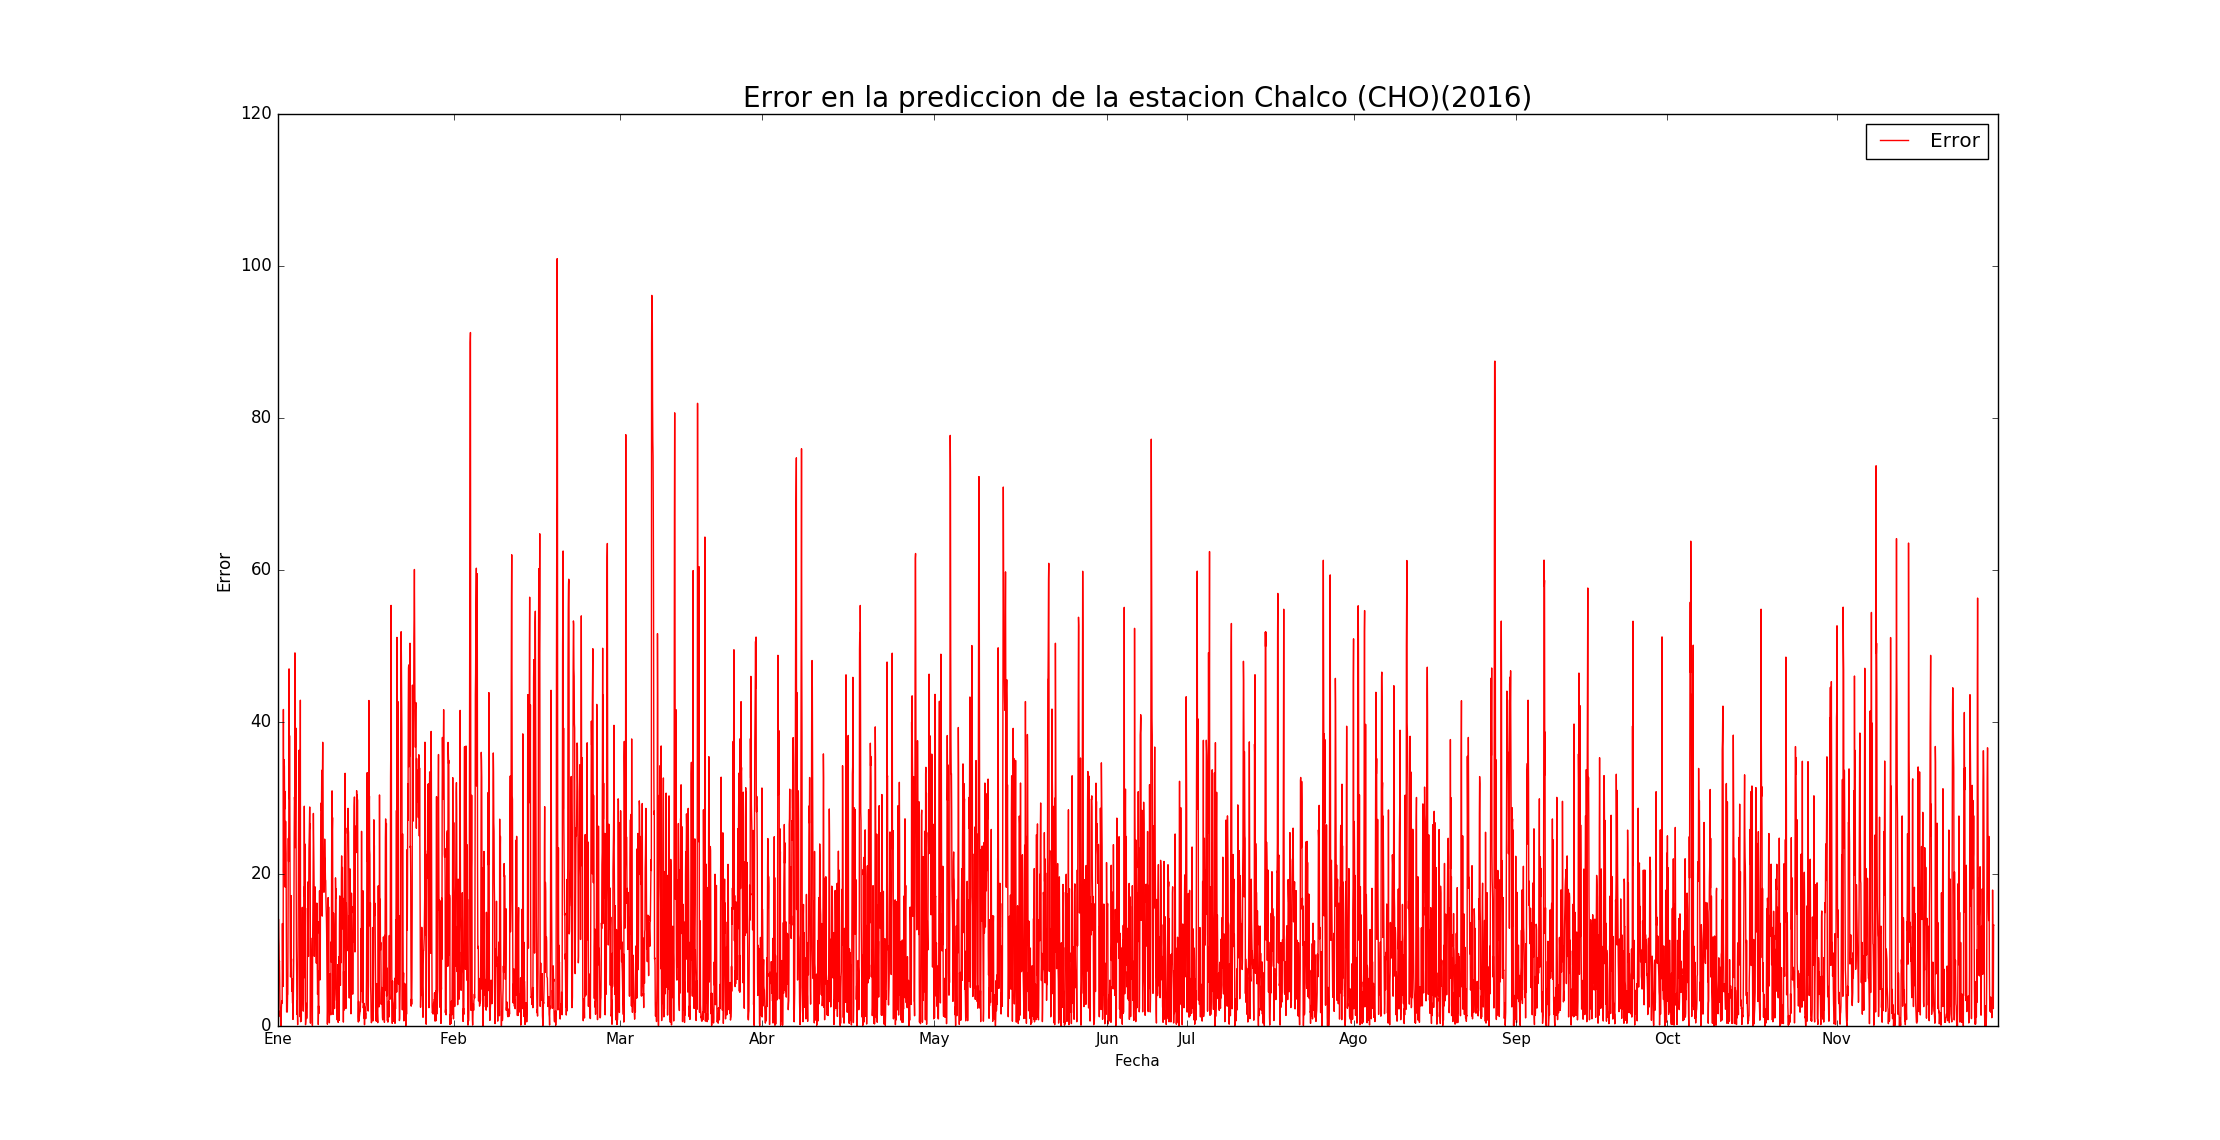 Error en la prediccion de la estacion Chalco (CHO)(2016)
120
Error
100
80
60
Error
40
20
0
Ene Feb Mar Abr May Jun Jul Ago Sep Oct Nov
Fecha